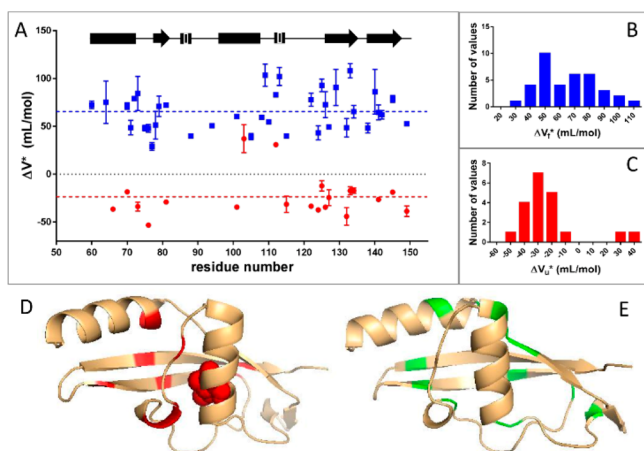 A
ΔV* (mL/mol)
150
100
50
0
-50
50 60 70 80 90 100 110 120 130 140 150
residue number
B
Number of values
15
10
5
0
20 30 40 50 60 70 80 90 100 110
ΔVf* (mL/mol)
C
Number of values
8
6
4
2
0
-60 -50 -40 -30 -20 -10 0 10 20 30 40
ΔVu* (mL/mol)
D
E